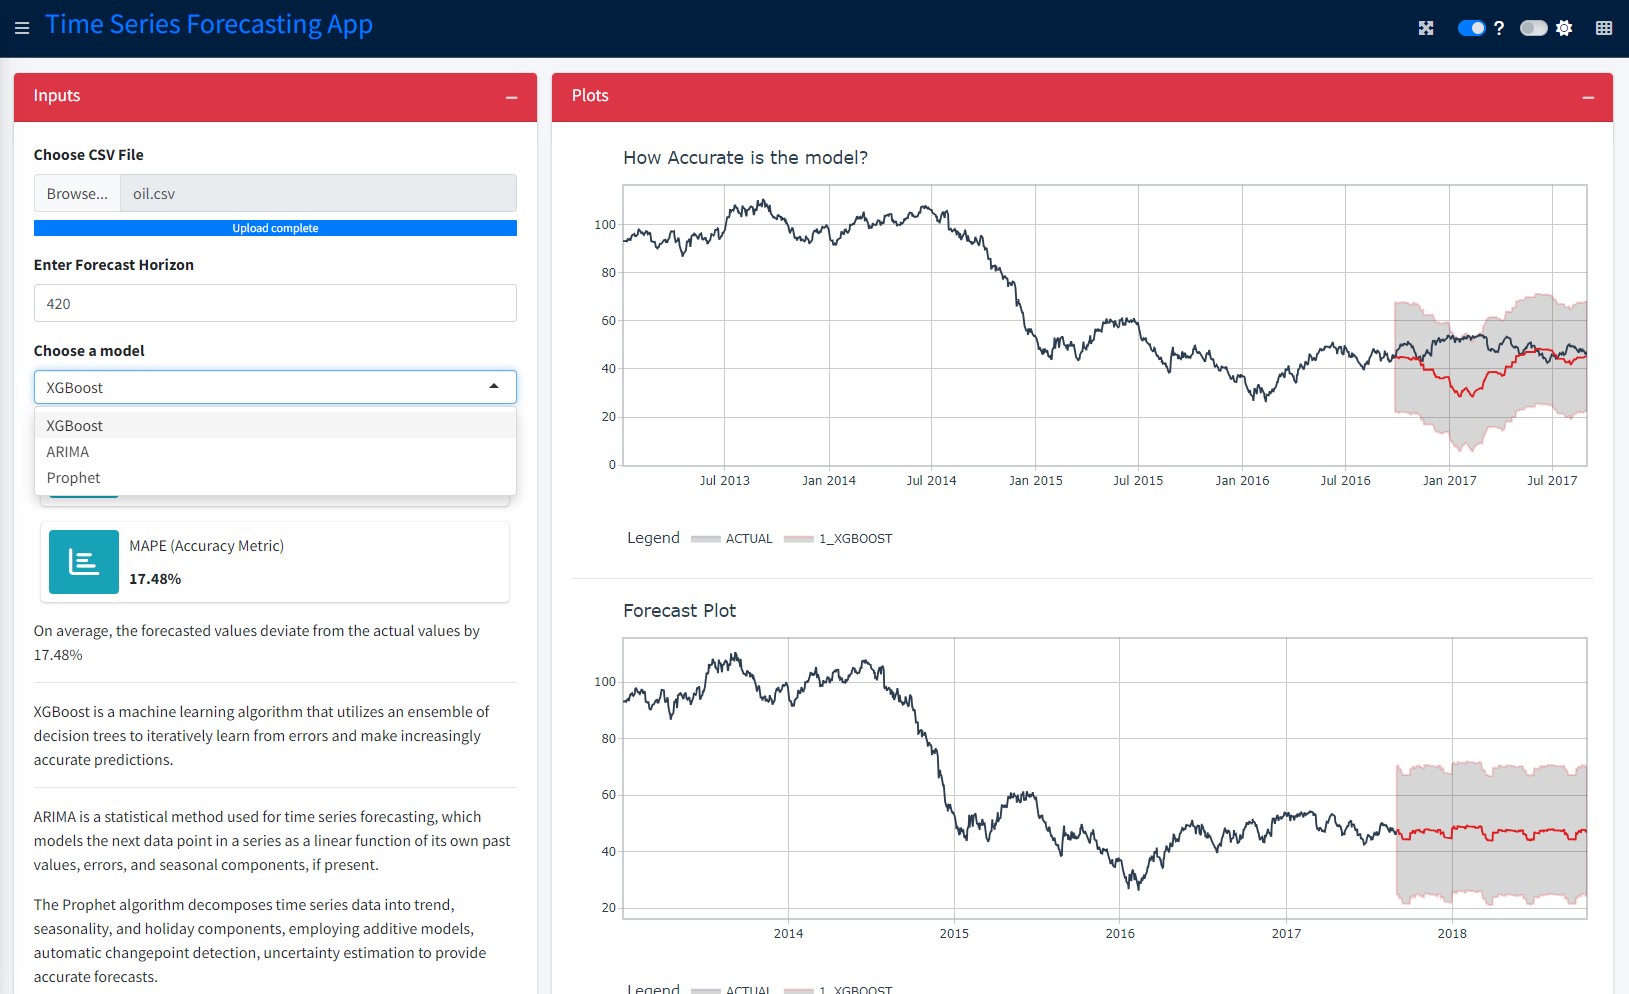 Time Series Forecasting App
?
Inputs
Choose CSV File
Browse...
oil.csv
Upload complete
Enter Forecast Horizon
420
Choose a model
XGBoost
XGBoost
ARIMA
Prophet
MAPE (Accuracy Metric)
17.48%
On average, the forecasted values deviate from the actual values by
17.48%
XGBoost is a machine learning algorithm that utilizes an ensemble of
decision trees to iteratively learn from errors and make increasingly
accurate predictions.
ARIMA is a statistical method used for time series forecasting, which
models the next data point in a series as a linear function of its own past
values, errors, and seasonal components, if present.
The Prophet algorithm decomposes time series data into trend,
seasonality, and holiday components, employing additive models,
automatic changepoint detection, uncertainty estimation to provide
accurate forecasts.
Plots
How Accurate is the model?
100
80
60
40
20
0
Jul 2013 Jan 2014 Jul 2014 Jan 2015 Jul 2015 Jan 2016 Jul 2016 Jan 2017 Jul 2017
Legend ACTUAL 1_XGBOOST
Forecast Plot
100
80
60
40
20
2014 2015 2016 2017 2018
Legend ACTUAL 1_XGBOOST